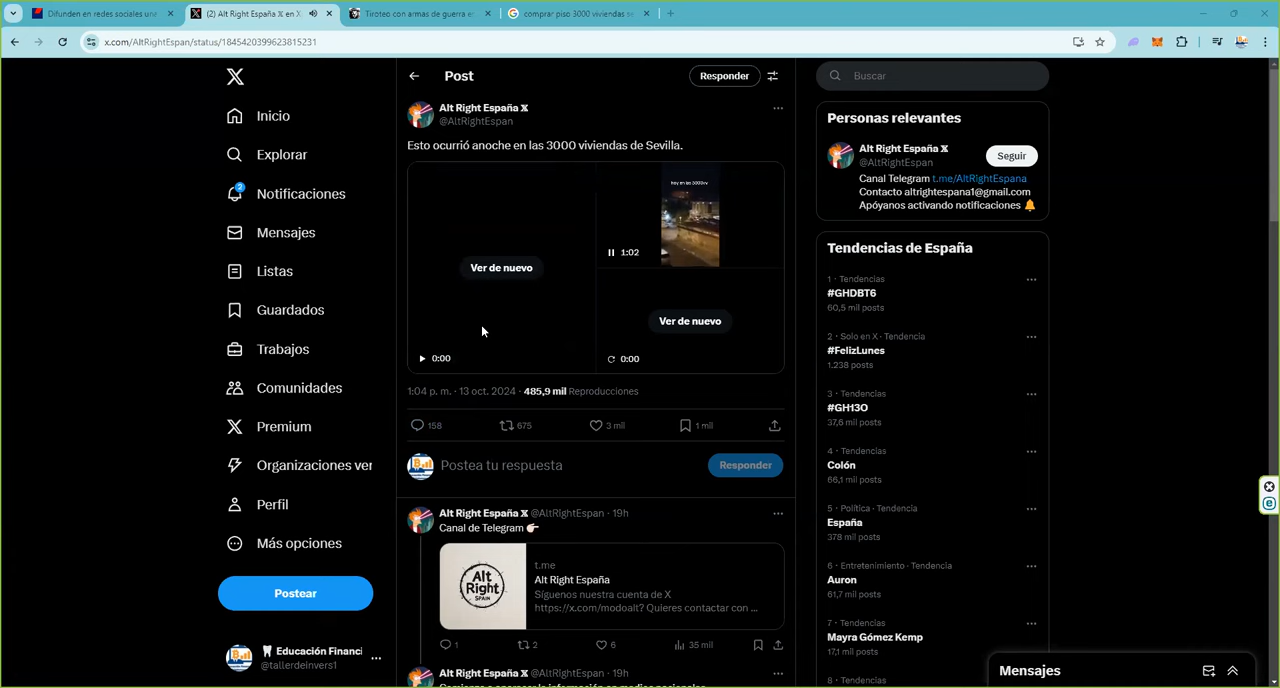 Difunden en redes sociales una
(2) Alt Right España 𝕏 en X
Tiroteo con armas de guerra e
comprar piso 3000 viviendas se
x.com/AltRightEspan/status/1845420399623815231
Inicio
Explorar
2
Notificaciones
Mensajes
Listas
Guardados
Trabajos
Comunidades
Premium
Organizaciones ver
Perfil
Más opciones
Postear
Educación Financi
@tallerdeinvers1
Post
Responder
Alt Right España 𝕏
@AltRightEspan
Esto ocurrió anoche en las 3000 viviendas de Sevilla.
Ver de nuevo
0:00
hoy en las 3000vv
1:02
Ver de nuevo
0:00
1:04 p. m. · 13 oct. 2024 · 485,9 mil Reproducciones
158
675
3 mil
1 mil
Postea tu respuesta
Responder
Alt Right España 𝕏 @AltRightEspan · 19h
Canal de Telegram 👉🏻
Alt
Right
SPAIN
t.me
Alt Right España
Síguenos nuestra cuenta de X
https://x.com/modoalt? Quieres contactar con ...
1
2
6
35 mil
Alt Right España 𝕏 @AltRightEspan · 19h
Buscar
Personas relevantes
Alt Right España 𝕏
@AltRightEspan
Seguir
Canal Telegram t.me/AltRightEspana
Contacto altrightespana1@gmail.com
Apóyanos activando notificaciones 🔔
Tendencias de España
1 · Tendencias
#GHDBT6
60,5 mil posts
2 · Solo en X · Tendencia
#FelizLunes
1.238 posts
3 · Tendencias
#GH13O
37,6 mil posts
4 · Tendencias
Colón
66,1 mil posts
5 · Política · Tendencia
España
378 mil posts
6 · Entretenimiento · Tendencia
Auron
61,7 mil posts
7 · Tendencias
Mayra Gómez Kemp
17,1 mil posts
8 · Tendencias
Mensajes